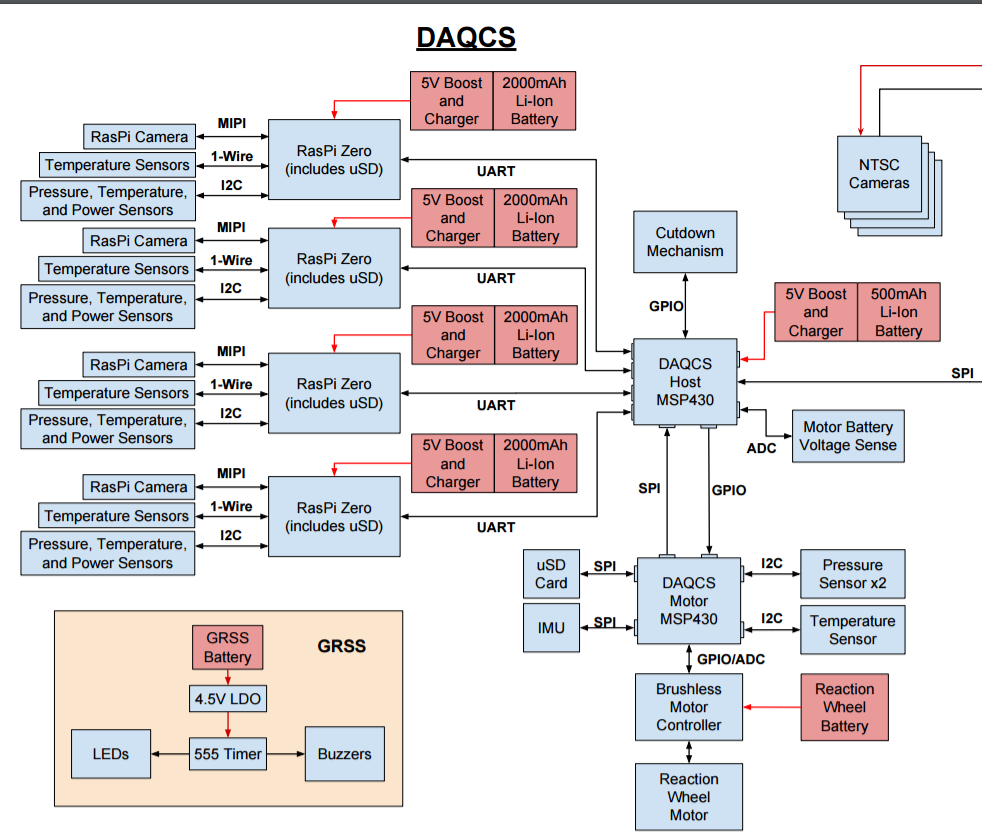 DAQCS
5V Boost
and
Charger
2000mAh
Li-Ion
Battery
RasPi Camera
MIPI
Temperature Sensors
1-Wire
Pressure, Temperature,
and Power Sensors
I2C
RasPi Zero
(includes uSD)
UART
5V Boost
and
Charger
2000mAh
Li-Ion
Battery
RasPi Camera
MIPI
Temperature Sensors
1-Wire
Pressure, Temperature,
and Power Sensors
I2C
RasPi Zero
(includes uSD)
UART
5V Boost
and
Charger
2000mAh
Li-Ion
Battery
RasPi Camera
MIPI
Temperature Sensors
1-Wire
Pressure, Temperature,
and Power Sensors
I2C
RasPi Zero
(includes uSD)
UART
5V Boost
and
Charger
2000mAh
Li-Ion
Battery
RasPi Camera
MIPI
Temperature Sensors
1-Wire
Pressure, Temperature,
and Power Sensors
I2C
RasPi Zero
(includes uSD)
UART
NTSC
Cameras
Cutdown
Mechanism
GPIO
5V Boost
and
Charger
500mAh
Li-Ion
Battery
DAQCS
Host
MSP430
SPI
ADC
Motor Battery
Voltage Sense
SPI
GPIO
uSD
Card
SPI
IMU
SPI
DAQCS
Motor
MSP430
I2C
Pressure
Sensor x2
I2C
Temperature
Sensor
GPIO/ADC
Brushless
Motor
Controller
Reaction
Wheel
Battery
Reaction
Wheel
Motor
GRSS
GRSS
Battery
4.5V LDO
LEDs
555 Timer
Buzzers